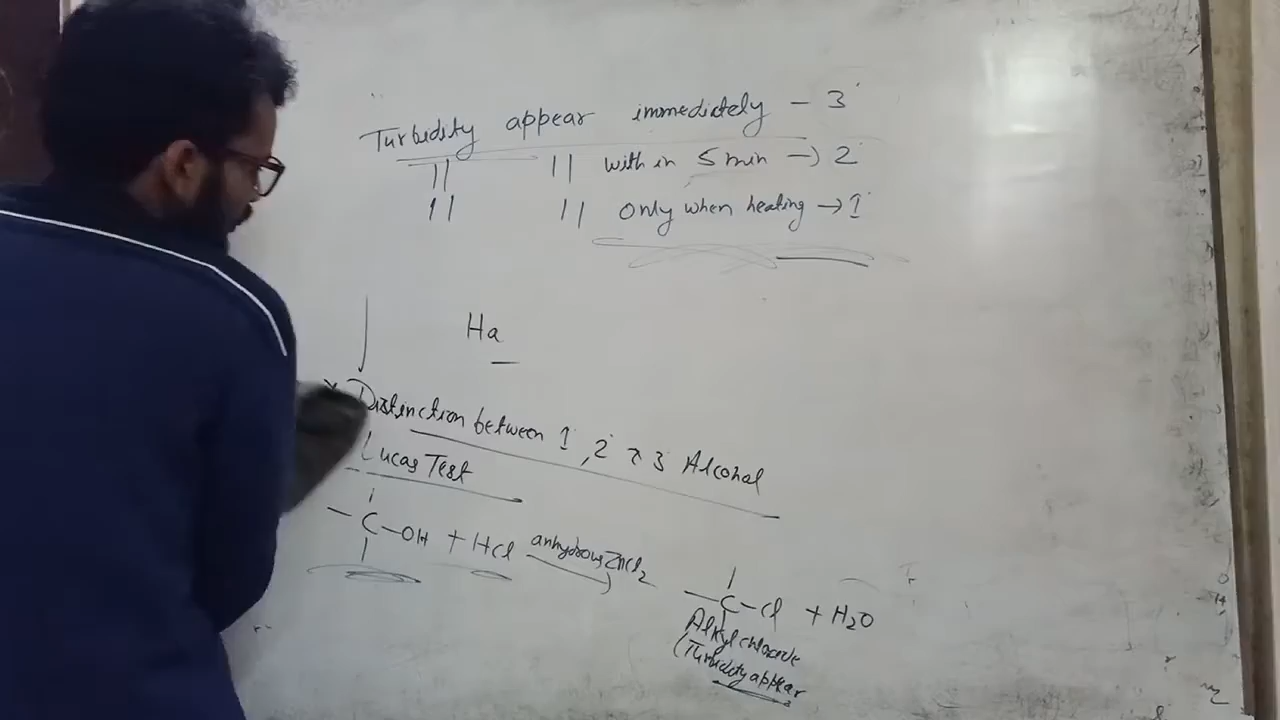 Turbidity appear immediately - 3°
|| || with in 5 min -> 2°
|| || only when heating -> 1°
Ha
* Distinction between 1°, 2° & 3° Alcohol
Lucas Test
-C-OH + HCl anhydrous ZnCl2 -C-Cl + H2O
Alkyl chloride
(Turbidity appear